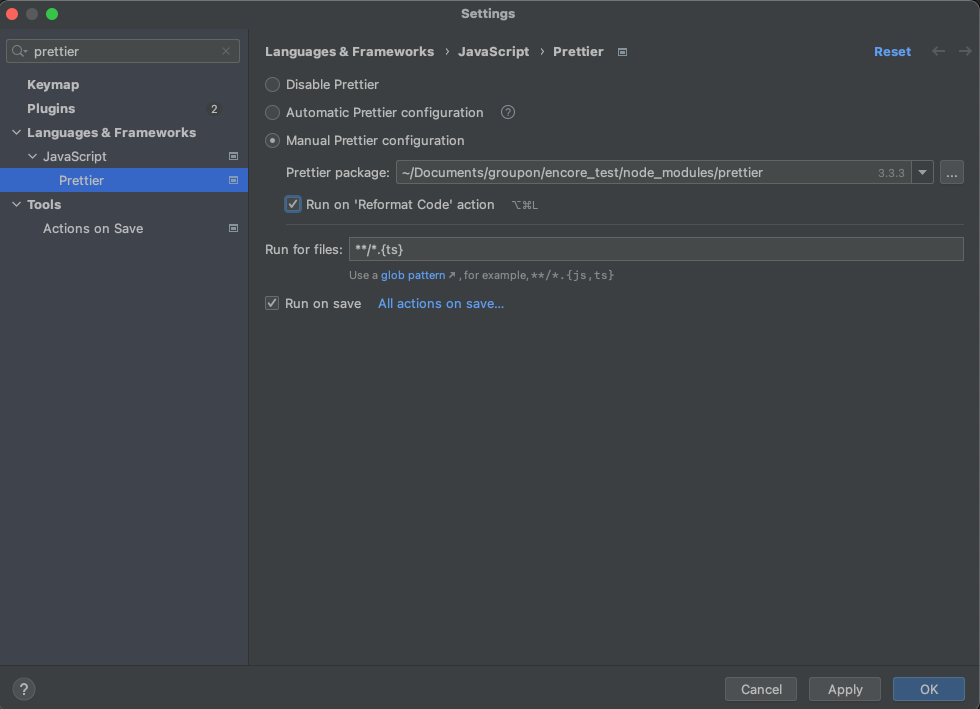 Settings
prettier
Keymap
Plugins 2
Languages & Frameworks
JavaScript
Prettier
Tools
Actions on Save
Languages & Frameworks › JavaScript › Prettier Reset
Disable Prettier
Automatic Prettier configuration ?
Manual Prettier configuration
Prettier package: ~/Documents/groupon/encore_test/node_modules/prettier 3.3.3 ...
Run on 'Reformat Code' action ⌥⌘L
Run for files: **/*.{ts}
Use a glob pattern ↗, for example, **/*.{js,ts}
Run on save All actions on save...
? Cancel Apply OK